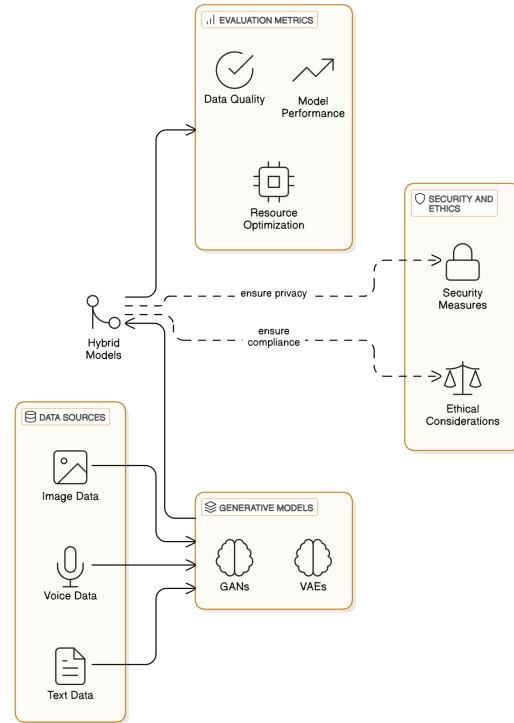 EVALUATION METRICS
Data Quality
Model
Performance
Resource
Optimization
SECURITY AND
ETHICS
ensure privacy
Security
Measures
ensure
compliance
Hybrid
Models
Ethical
Considerations
DATA SOURCES
Image Data
Voice Data
Text Data
GENERATIVE MODELS
GANs
VAEs